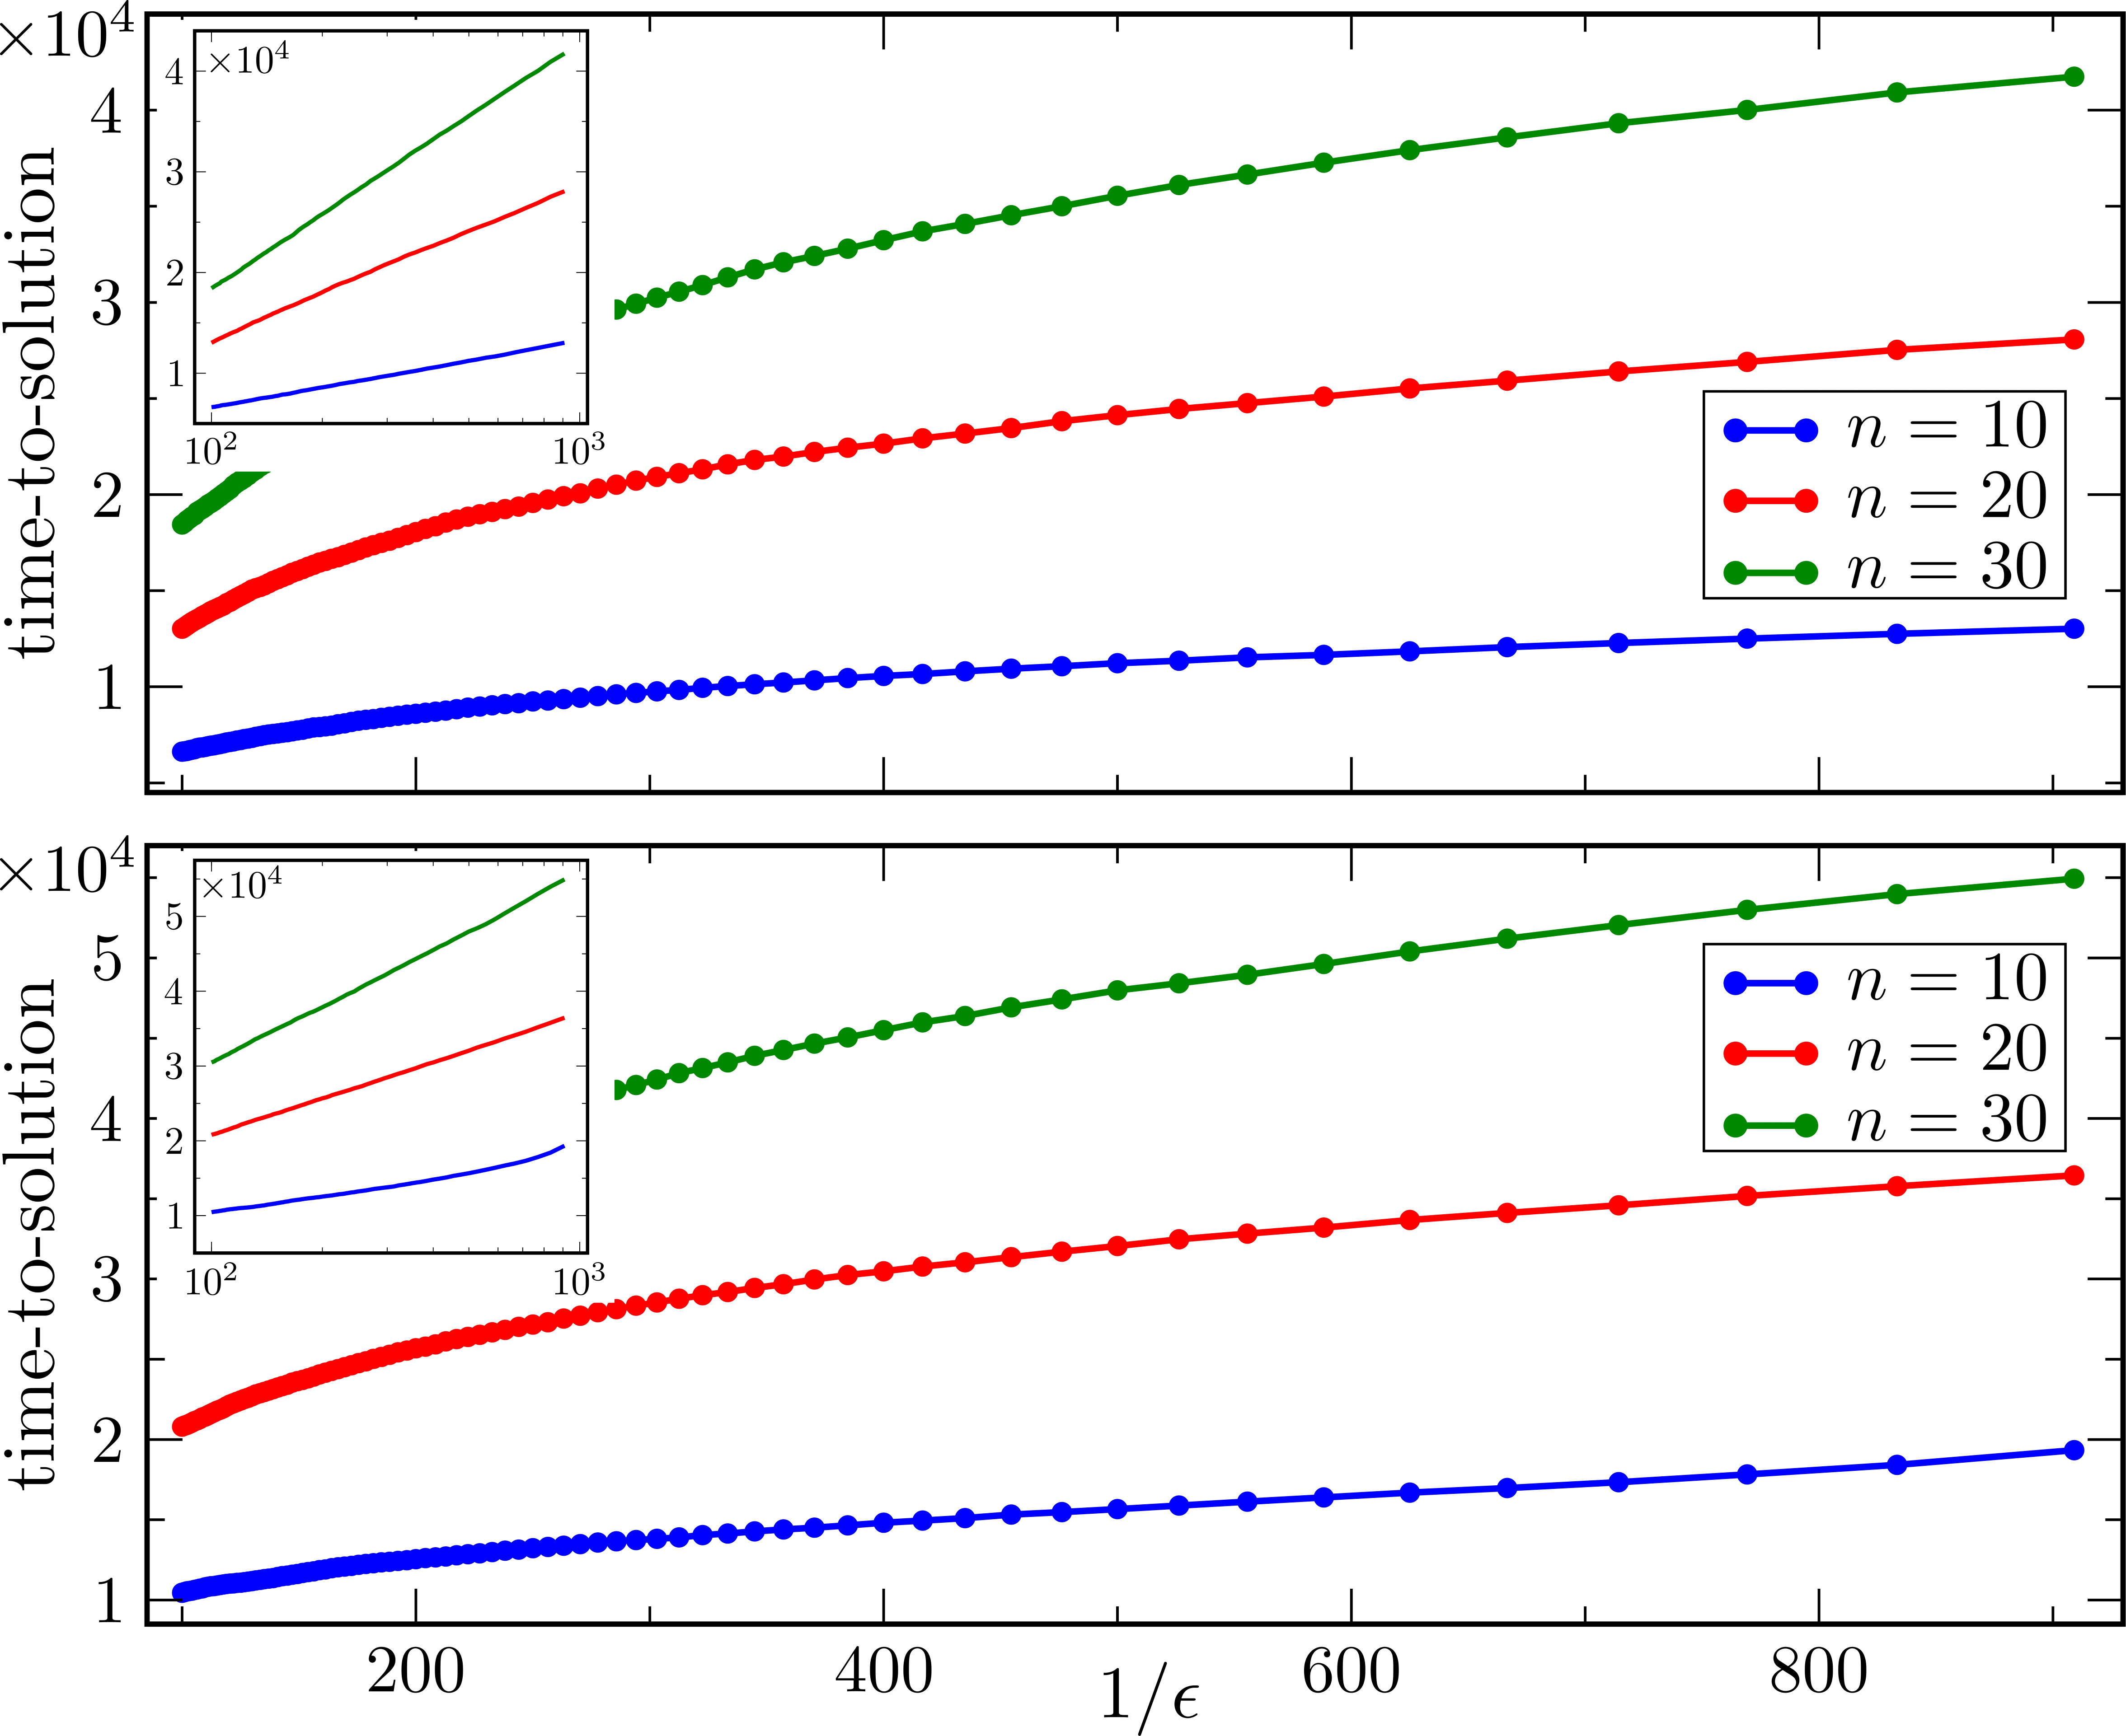 ×10⁴
4
3
2
1
time-to-solution
×10⁴
4
3
2
1
10² 10³
n = 10
n = 20
n = 30
×10⁴
5
4
3
2
1
time-to-solution
×10⁴
5
4
3
2
1
10² 10³
n = 10
n = 20
n = 30
200 400 600 800
1/ϵ